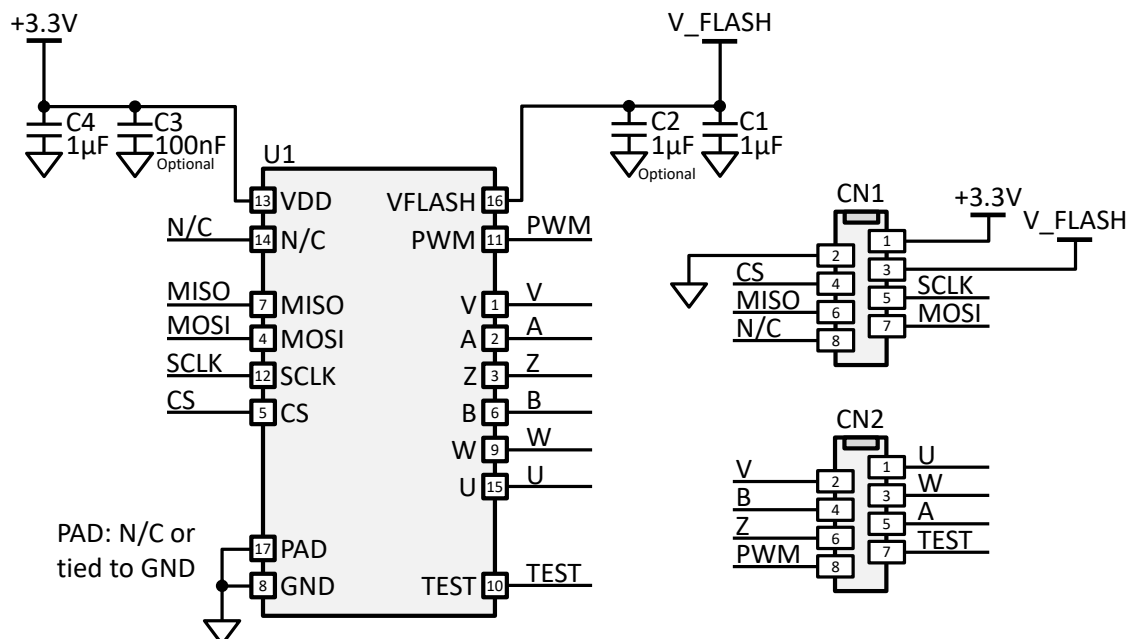 +3.3V
V_FLASH
C4
1µF
C3
100nF
Optional
C2
1µF
Optional
C1
1µF
U1
13 VDD
VFLASH 16
N/C 14 N/C
PWM 11 PWM
MISO 7 MISO
V 1 V
MOSI 4 MOSI
A 2 A
SCLK 12 SCLK
Z 3 Z
CS 5 CS
B 6 B
W 9 W
U 15 U
PAD: N/C or
tied to GND
17 PAD
8 GND
TEST 10 TEST
CN1
+3.3V
V_FLASH
1
2
3
CS 4
5 SCLK
MISO 6
7 MOSI
N/C 8
CN2
1 U
V 2
3 W
B 4
5 A
Z 6
7 TEST
PWM 8